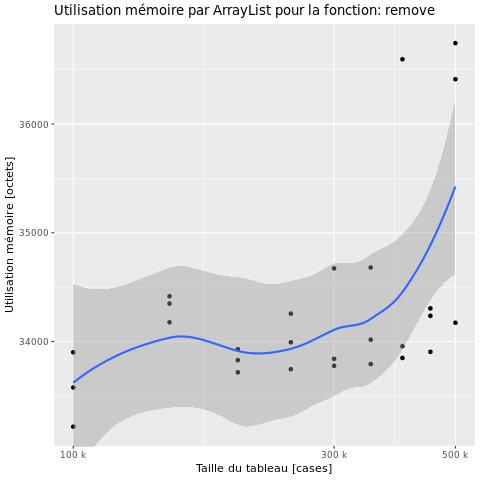 Utilisation mémoire par ArrayList pour la fonction: remove
Utilisation mémoire [octets]
36000
35000
34000
100 k
300 k
500 k
Taille du tableau [cases]